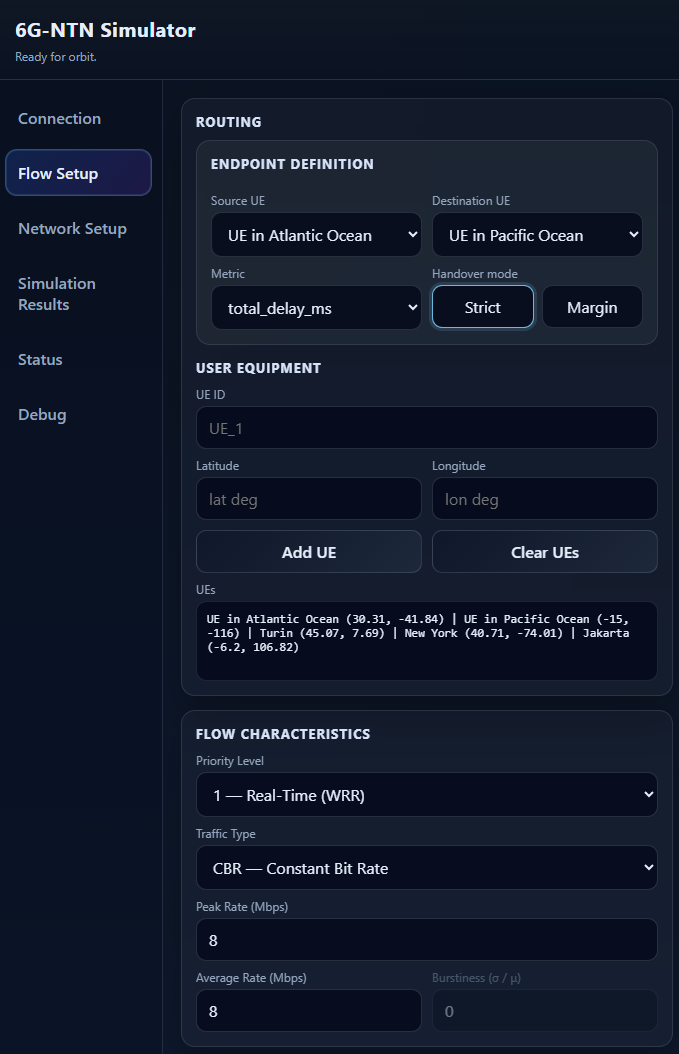 6G-NTN Simulator
Ready for orbit.
Connection
Flow Setup
Network Setup
Simulation
Results
Status
Debug
ROUTING
ENDPOINT DEFINITION
Source UE
Destination UE
UE in Atlantic Ocean
UE in Pacific Ocean
Metric
Handover mode
total_delay_ms
Strict
Margin
USER EQUIPMENT
UE ID
UE_1
Latitude
Longitude
lat deg
lon deg
Add UE
Clear UEs
UEs
UE in Atlantic Ocean (30.31, -41.84) | UE in Pacific Ocean (-15,
-116) | Turin (45.07, 7.69) | New York (40.71, -74.01) | Jakarta
(-6.2, 106.82)
FLOW CHARACTERISTICS
Priority Level
1 — Real-Time (WRR)
Traffic Type
CBR — Constant Bit Rate
Peak Rate (Mbps)
8
Average Rate (Mbps)
Burstiness (σ / μ)
8
0